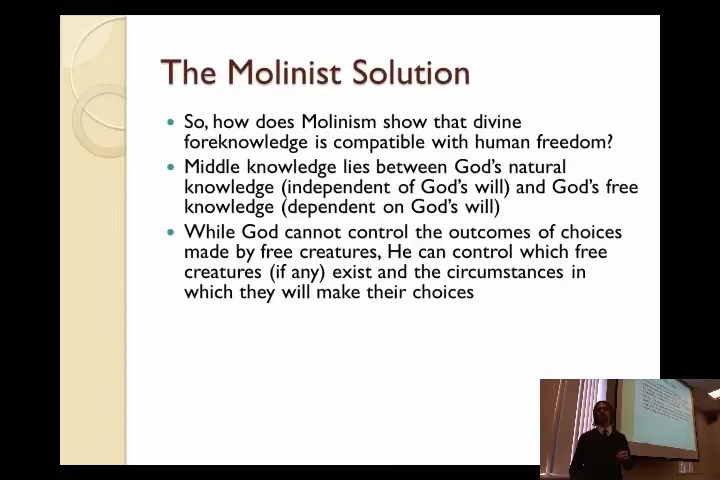 The Molinist Solution
So, how does Molinism show that divine
foreknowledge is compatible with human freedom?
Middle knowledge lies between God's natural
knowledge (independent of God's will) and God's free
knowledge (dependent on God's will)
While God cannot control the outcomes of choices
made by free creatures, He can control which free
creatures (if any) exist and the circumstances in
which they will make their choices